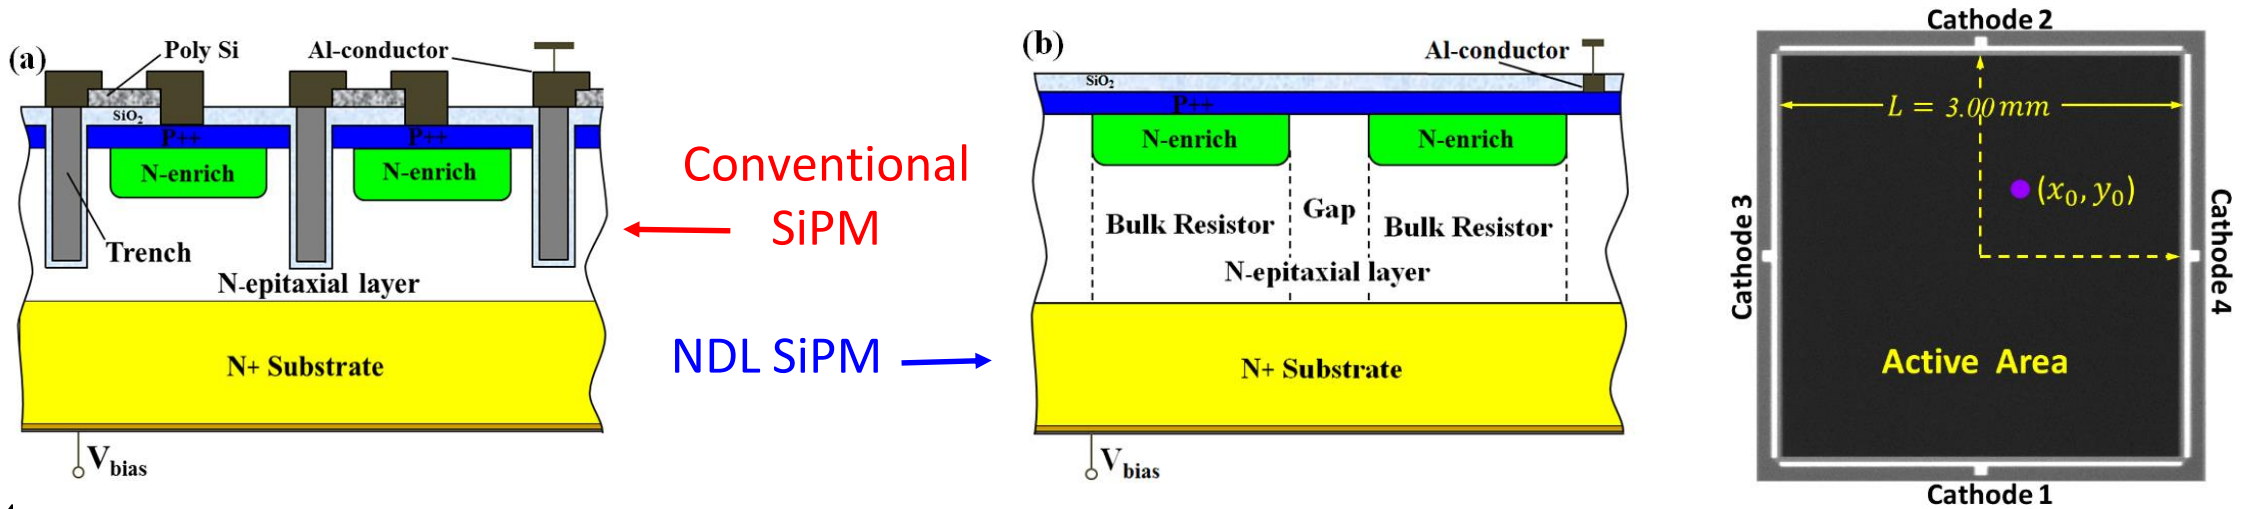 (a)
Poly Si
Al-conductor
SiO₂
P++
P++
N-enrich
N-enrich
Trench
N-epitaxial layer
N+ Substrate
Vbias
Conventional
SiPM
NDL SiPM
(b)
Al-conductor
SiO₂
P++
N-enrich
N-enrich
Gap
Bulk Resistor
Bulk Resistor
N-epitaxial layer
N+ Substrate
Vbias
Cathode 2
L = 3.00 mm
(x₀, y₀)
Cathode 3
Cathode 4
Active Area
Cathode 1